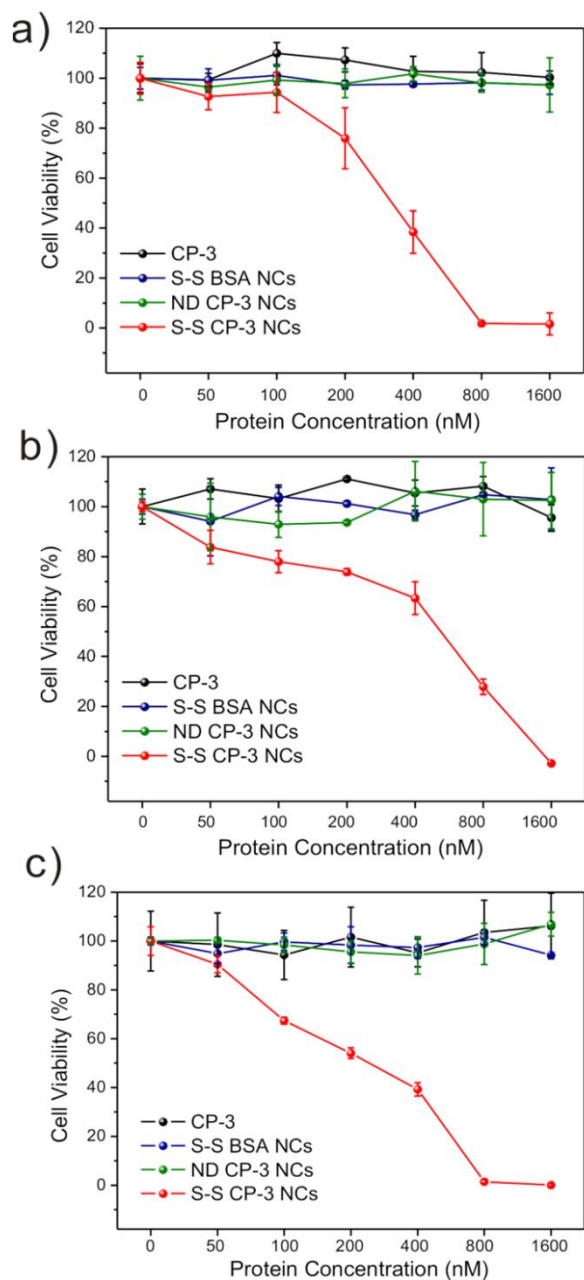 a)
120
100
80
60
40
20
0
Cell Viability (%)
CP-3
S-S BSA NCs
ND CP-3 NCs
S-S CP-3 NCs
0 50 100 200 400 800 1600
Protein Concentration (nM)
b)
120
100
80
60
40
20
0
Cell Viability (%)
CP-3
S-S BSA NCs
ND CP-3 NCs
S-S CP-3 NCs
0 50 100 200 400 800 1600
Protein Concentration (nM)
c)
120
100
80
60
40
20
0
Cell Viability (%)
CP-3
S-S BSA NCs
ND CP-3 NCs
S-S CP-3 NCs
0 50 100 200 400 800 1600
Protein Concentration (nM)